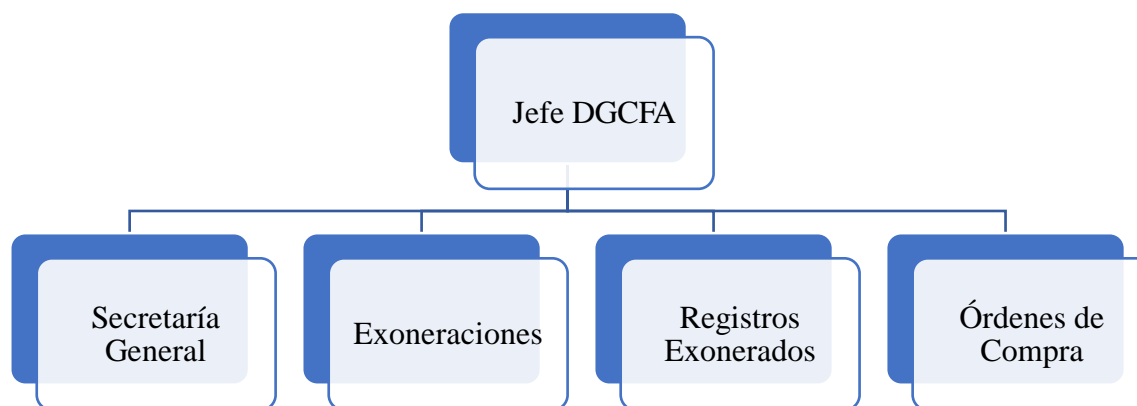 Jefe DGCFA
Secretaría
General
Exoneraciones
Registros
Exonerados
Órdenes de
Compra